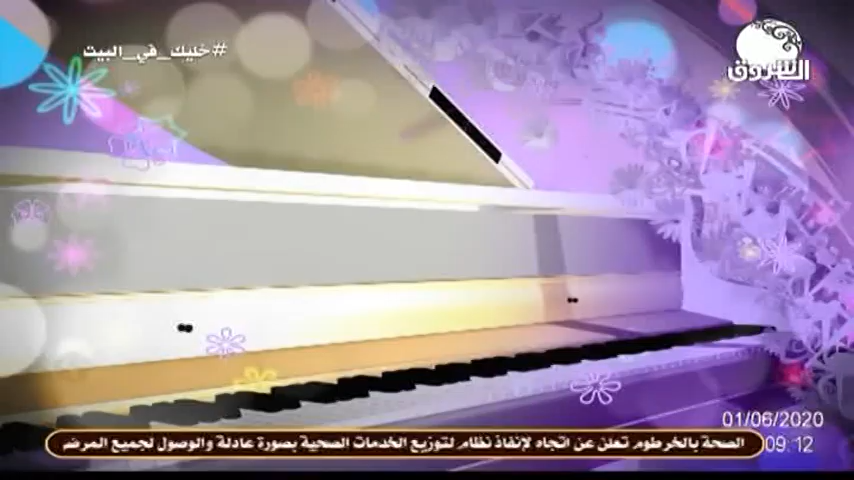 #خليك_في_البيت
الشروق
01/06/2020
الصحة بالخرطوم تعلن عن اتجاه لإنفاذ نظام لتوزيع الخدمات الصحية بصورة عادلة والوصول لجميع المرضى
09:12